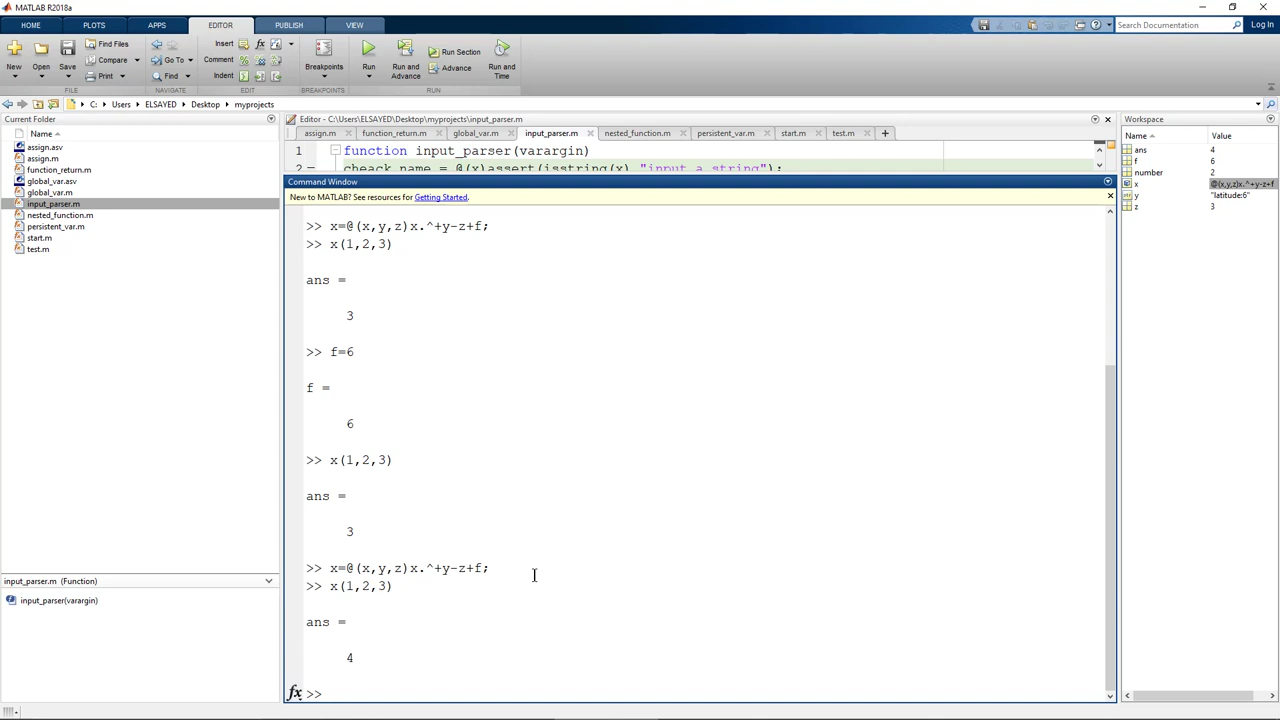 MATLAB R2018a
HOME PLOTS APPS EDITOR PUBLISH VIEW Search Documentation Log In
New Open Save Find Files Compare Print
Go To Find
Insert fx
Comment
Indent
Breakpoints Run Run and Advance Run Section Advance Run and Time
FILE NAVIGATE EDIT BREAKPOINTS RUN
C: Users ELSAYED Desktop myprojects
Current Folder
Name
assign.asv
assign.m
function_return.m
global_var.asv
global_var.m
input_parser.m
nested_function.m
persistent_var.m
start.m
test.m
input_parser.m (Function)
input_parser(varargin)
Editor - C:\Users\ELSAYED\Desktop\myprojects\input_parser.m
assign.m function_return.m global_var.m input_parser.m nested_function.m persistent_var.m start.m test.m
1 function input_parser(varargin)
2 cheack_name = @(x)assert(isstring(x),"input a string");
Command Window
New to MATLAB? See resources for Getting Started.
>> x=@(x,y,z)x.^+y-z+f;
>> x(1,2,3)
ans =
3
>> f=6
f =
6
>> x(1,2,3)
ans =
3
>> x=@(x,y,z)x.^+y-z+f;
>> x(1,2,3)
ans =
4
fx >>
Workspace
Name Value
ans 4
f 6
number 2
x @(x,y,z)x.^+y-z+f
y "latitude:6"
z 3